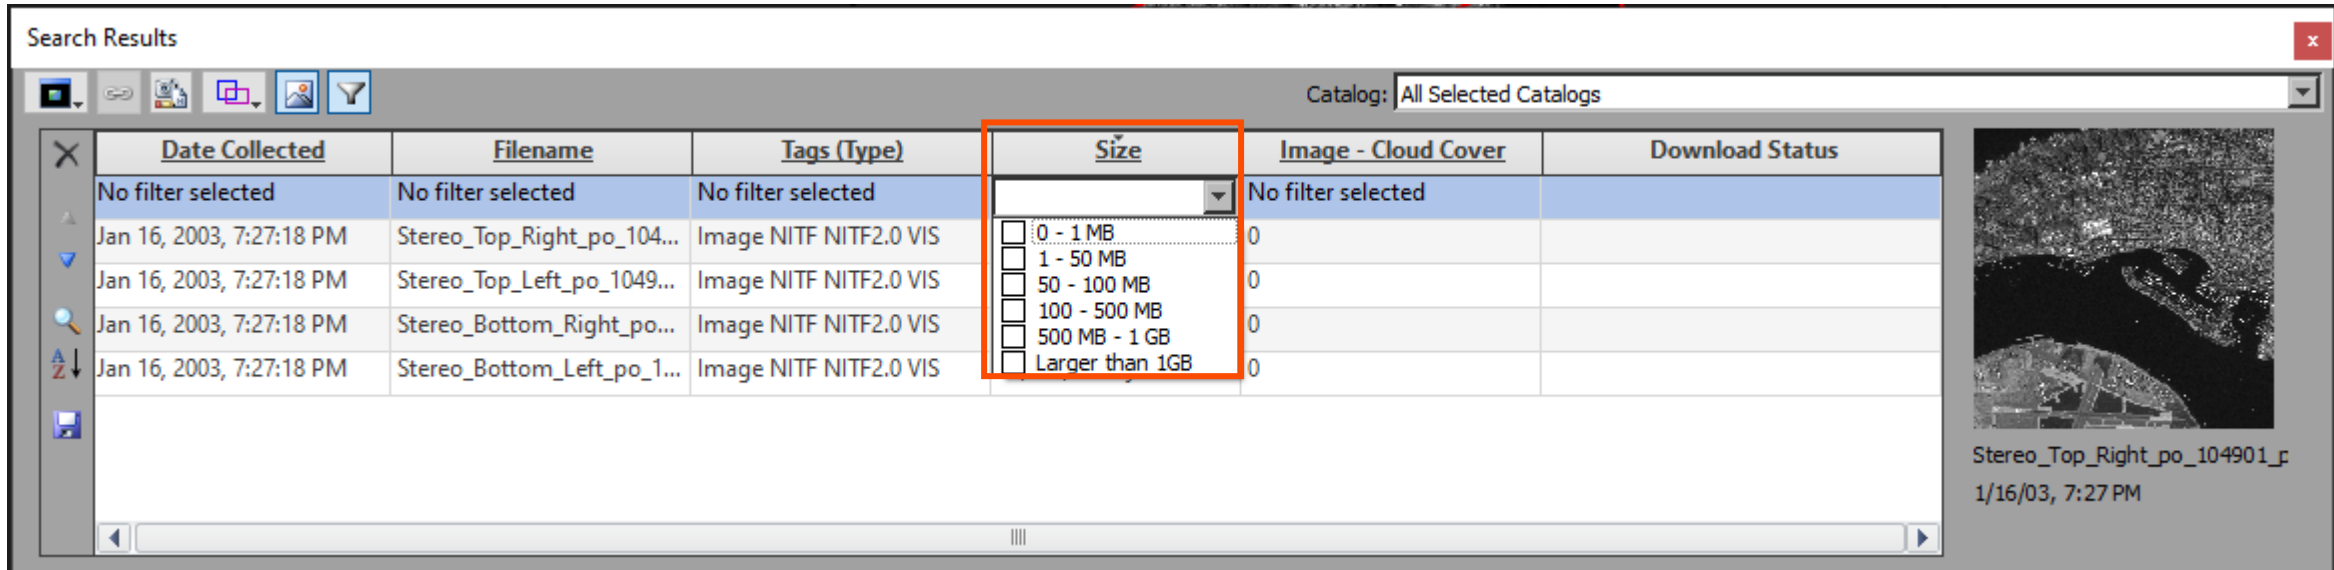 Search Results
x
Catalog: All Selected Catalogs
Date Collected Filename Tags (Type) Size Image - Cloud Cover Download Status
No filter selected No filter selected No filter selected No filter selected
Jan 16, 2003, 7:27:18 PM Stereo_Top_Right_po_104... Image NITF NITF2.0 VIS 0 - 1 MB 0
1 - 50 MB
Jan 16, 2003, 7:27:18 PM Stereo_Top_Left_po_1049... Image NITF NITF2.0 VIS 50 - 100 MB 0
100 - 500 MB
Jan 16, 2003, 7:27:18 PM Stereo_Bottom_Right_po... Image NITF NITF2.0 VIS 500 MB - 1 GB 0
Jan 16, 2003, 7:27:18 PM Stereo_Bottom_Left_po_1... Image NITF NITF2.0 VIS Larger than 1GB 0
A
Z
Stereo_Top_Right_po_104901_p
1/16/03, 7:27 PM